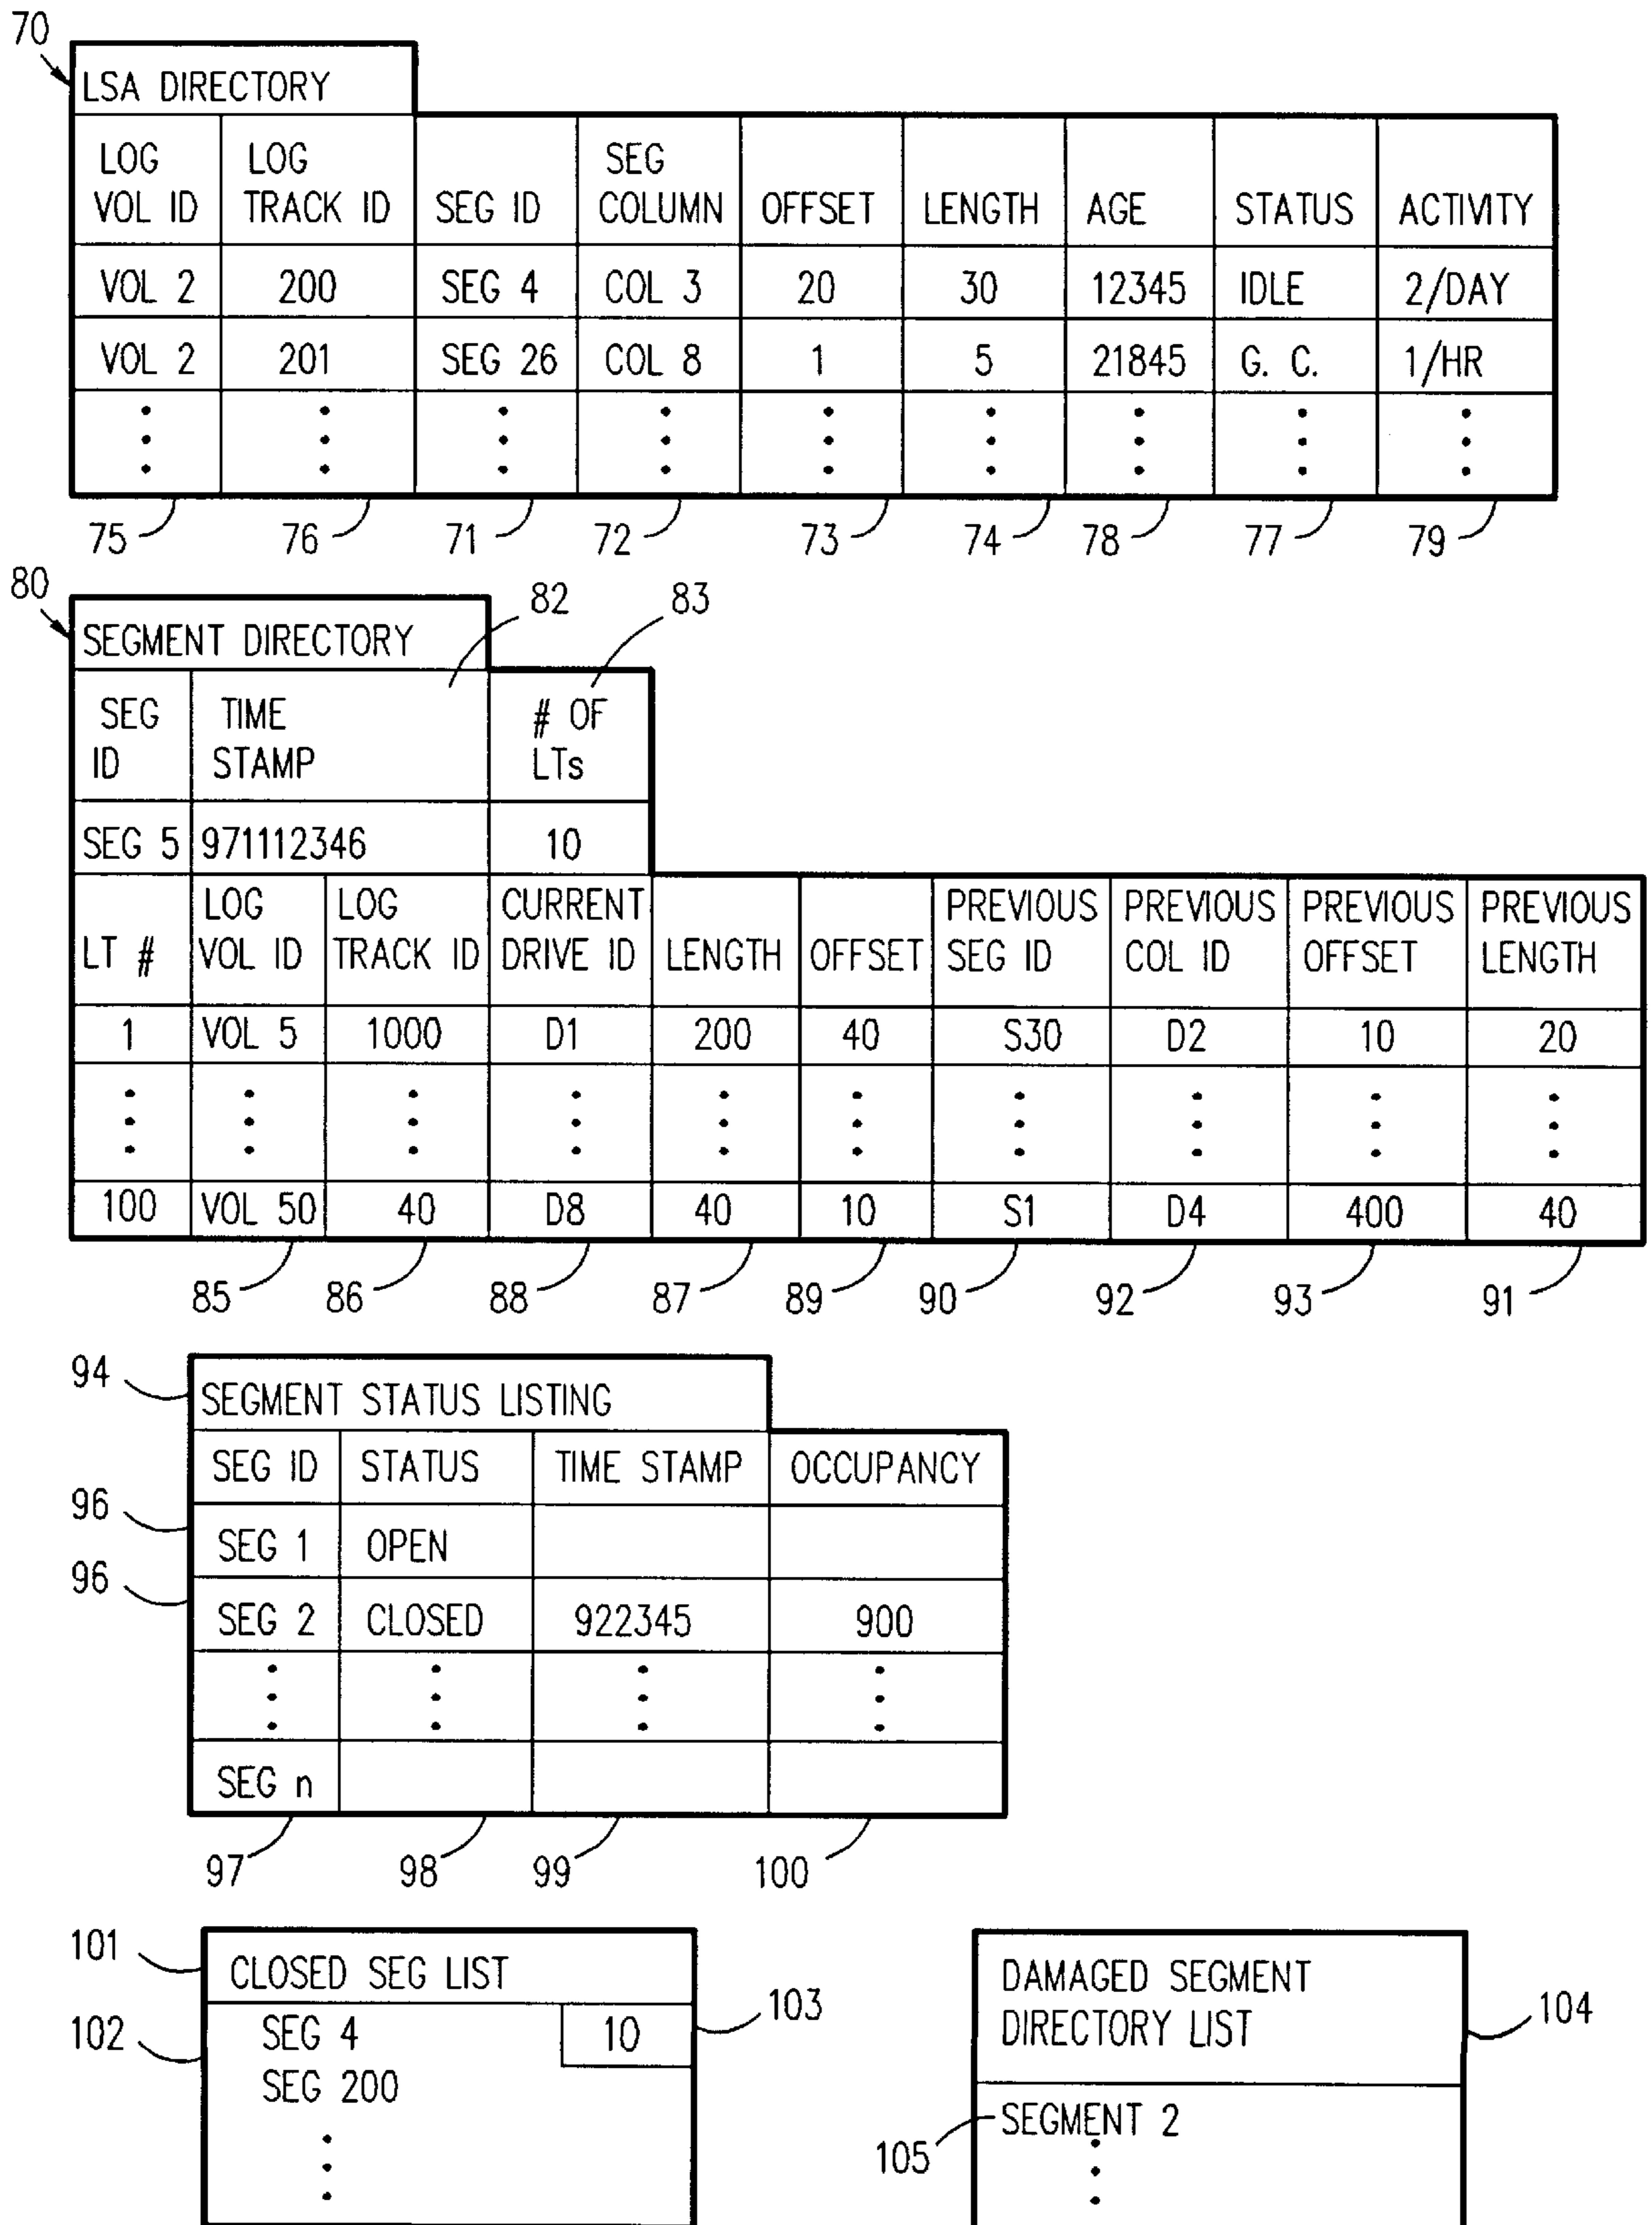 70
LSA DIRECTORY
LOG VOL ID LOG TRACK ID SEG ID SEG COLUMN OFFSET LENGTH AGE STATUS ACTIVITY
VOL 2 200 SEG 4 COL 3 20 30 12345 IDLE 2/DAY
VOL 2 201 SEG 26 COL 8 1 5 21845 G. C. 1/HR
75 76 71 72 73 74 78 77 79
80
82 83
SEGMENT DIRECTORY
SEG ID TIME STAMP # OF LTs
SEG 5 971112346 10
LT # LOG VOL ID LOG TRACK ID CURRENT DRIVE ID LENGTH OFFSET PREVIOUS SEG ID PREVIOUS COL ID PREVIOUS OFFSET PREVIOUS LENGTH
1 VOL 5 1000 D1 200 40 S30 D2 10 20
100 VOL 50 40 D8 40 10 S1 D4 400 40
85 86 88 87 89 90 92 93 91
94
SEGMENT STATUS LISTING
SEG ID STATUS TIME STAMP OCCUPANCY
96
SEG 1 OPEN
96
SEG 2 CLOSED 922345 900
SEG n
97 98 99 100
101
CLOSED SEG LIST
102
SEG 4 10 103
SEG 200
DAMAGED SEGMENT
DIRECTORY LIST
104
SEGMENT 2
105